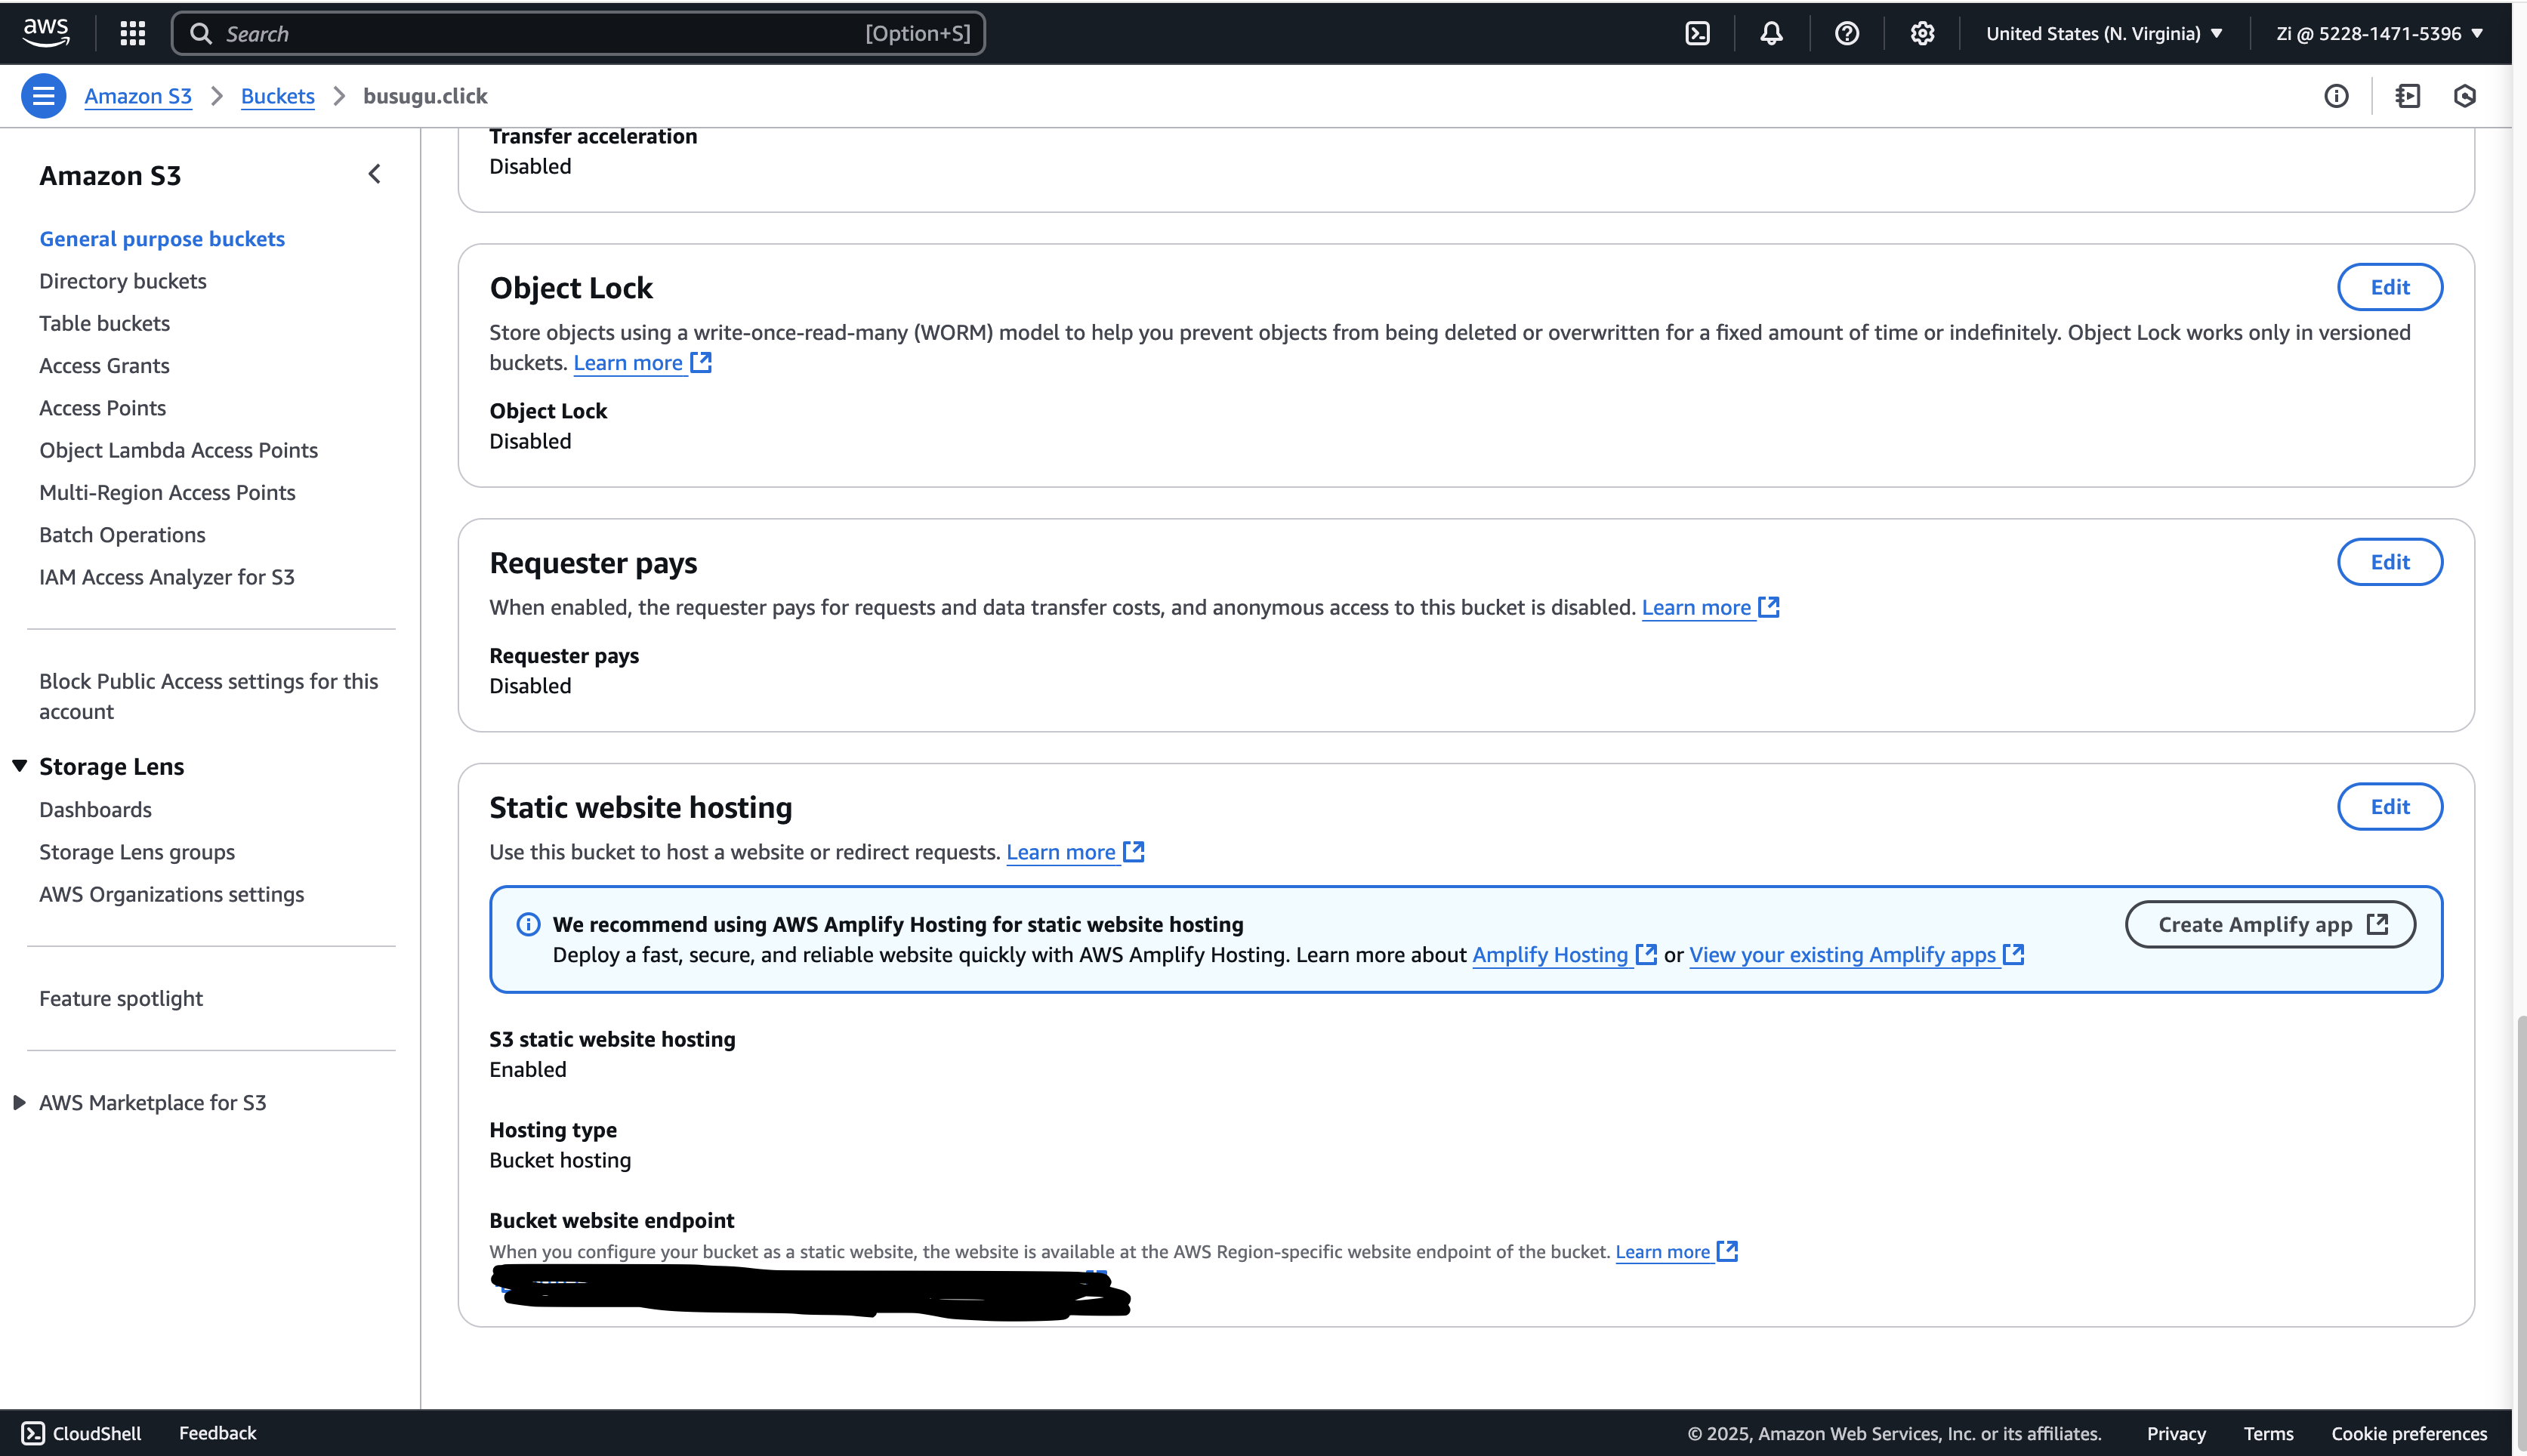 aws
Search
[Option+S]
United States (N. Virginia)
Zi @ 5228-1471-5396
Amazon S3
Buckets
busugu.click
Amazon S3
General purpose buckets
Directory buckets
Table buckets
Access Grants
Access Points
Object Lambda Access Points
Multi-Region Access Points
Batch Operations
IAM Access Analyzer for S3
Block Public Access settings for this
account
Storage Lens
Dashboards
Storage Lens groups
AWS Organizations settings
Feature spotlight
AWS Marketplace for S3
Transfer acceleration
Disabled
Object Lock
Edit
Store objects using a write-once-read-many (WORM) model to help you prevent objects from being deleted or overwritten for a fixed amount of time or indefinitely. Object Lock works only in versioned
buckets. Learn more
Object Lock
Disabled
Requester pays
Edit
When enabled, the requester pays for requests and data transfer costs, and anonymous access to this bucket is disabled. Learn more
Requester pays
Disabled
Static website hosting
Edit
Use this bucket to host a website or redirect requests. Learn more
We recommend using AWS Amplify Hosting for static website hosting
Create Amplify app
Deploy a fast, secure, and reliable website quickly with AWS Amplify Hosting. Learn more about Amplify Hosting or View your existing Amplify apps
S3 static website hosting
Enabled
Hosting type
Bucket hosting
Bucket website endpoint
When you configure your bucket as a static website, the website is available at the AWS Region-specific website endpoint of the bucket. Learn more
CloudShell
Feedback
© 2025, Amazon Web Services, Inc. or its affiliates.
Privacy
Terms
Cookie preferences